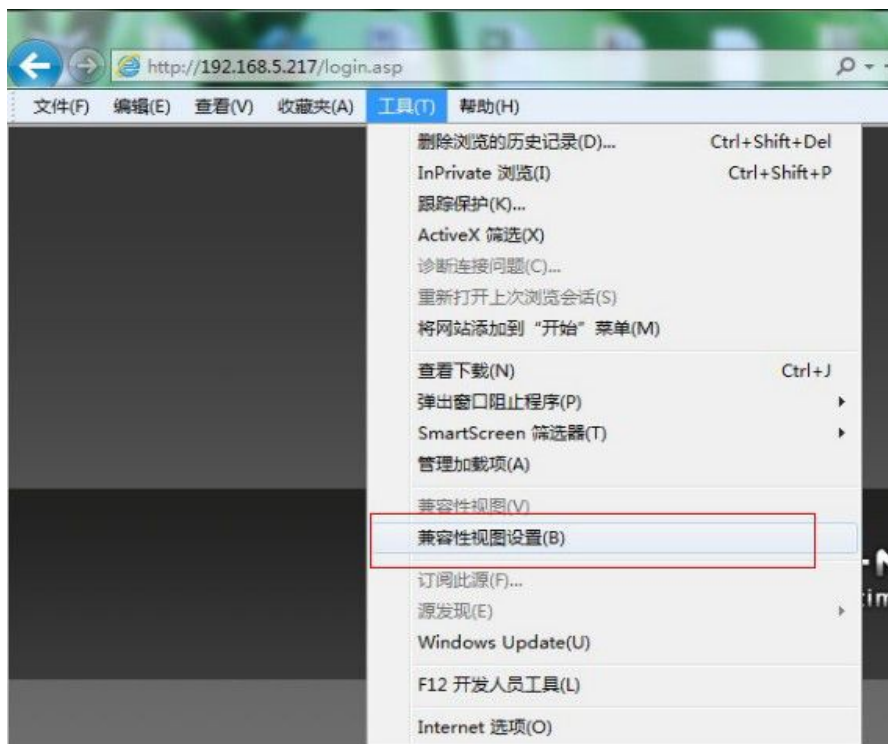 http://192.168.5.217/login.asp
文件(F) 编辑(E) 查看(V) 收藏夹(A) 工具(T) 帮助(H)
删除浏览的历史记录(D)... Ctrl+Shift+Del
InPrivate 浏览(I) Ctrl+Shift+P
跟踪保护(K)...
ActiveX 筛选(X)
诊断连接问题(C)...
重新打开上次浏览会话(S)
将网站添加到“开始”菜单(M)
查看下载(N) Ctrl+J
弹出窗口阻止程序(P)
SmartScreen 筛选器(T)
管理加载项(A)
兼容性视图(V)
兼容性视图设置(B)
订阅此源(F)...
源发现(E)
Windows Update(U)
F12 开发人员工具(L)
Internet 选项(O)